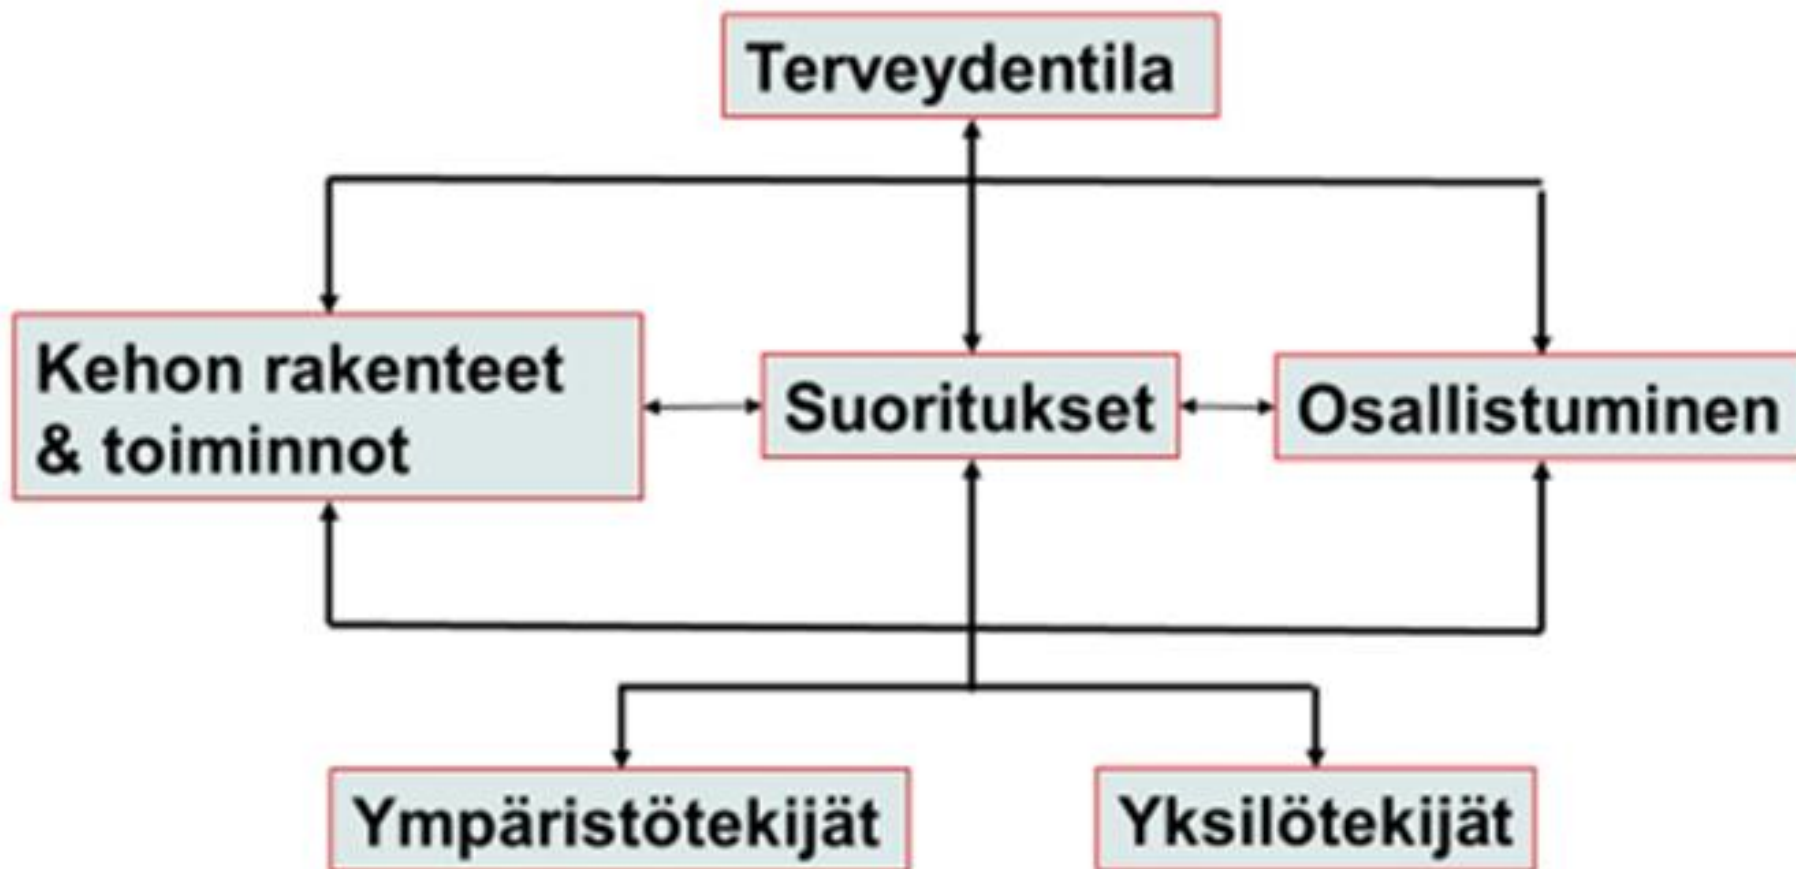 Terveydentila
Kehon rakenteet
& toiminnot
Suoritukset
Osallistuminen
Ympäristötekijät
Yksilötekijät